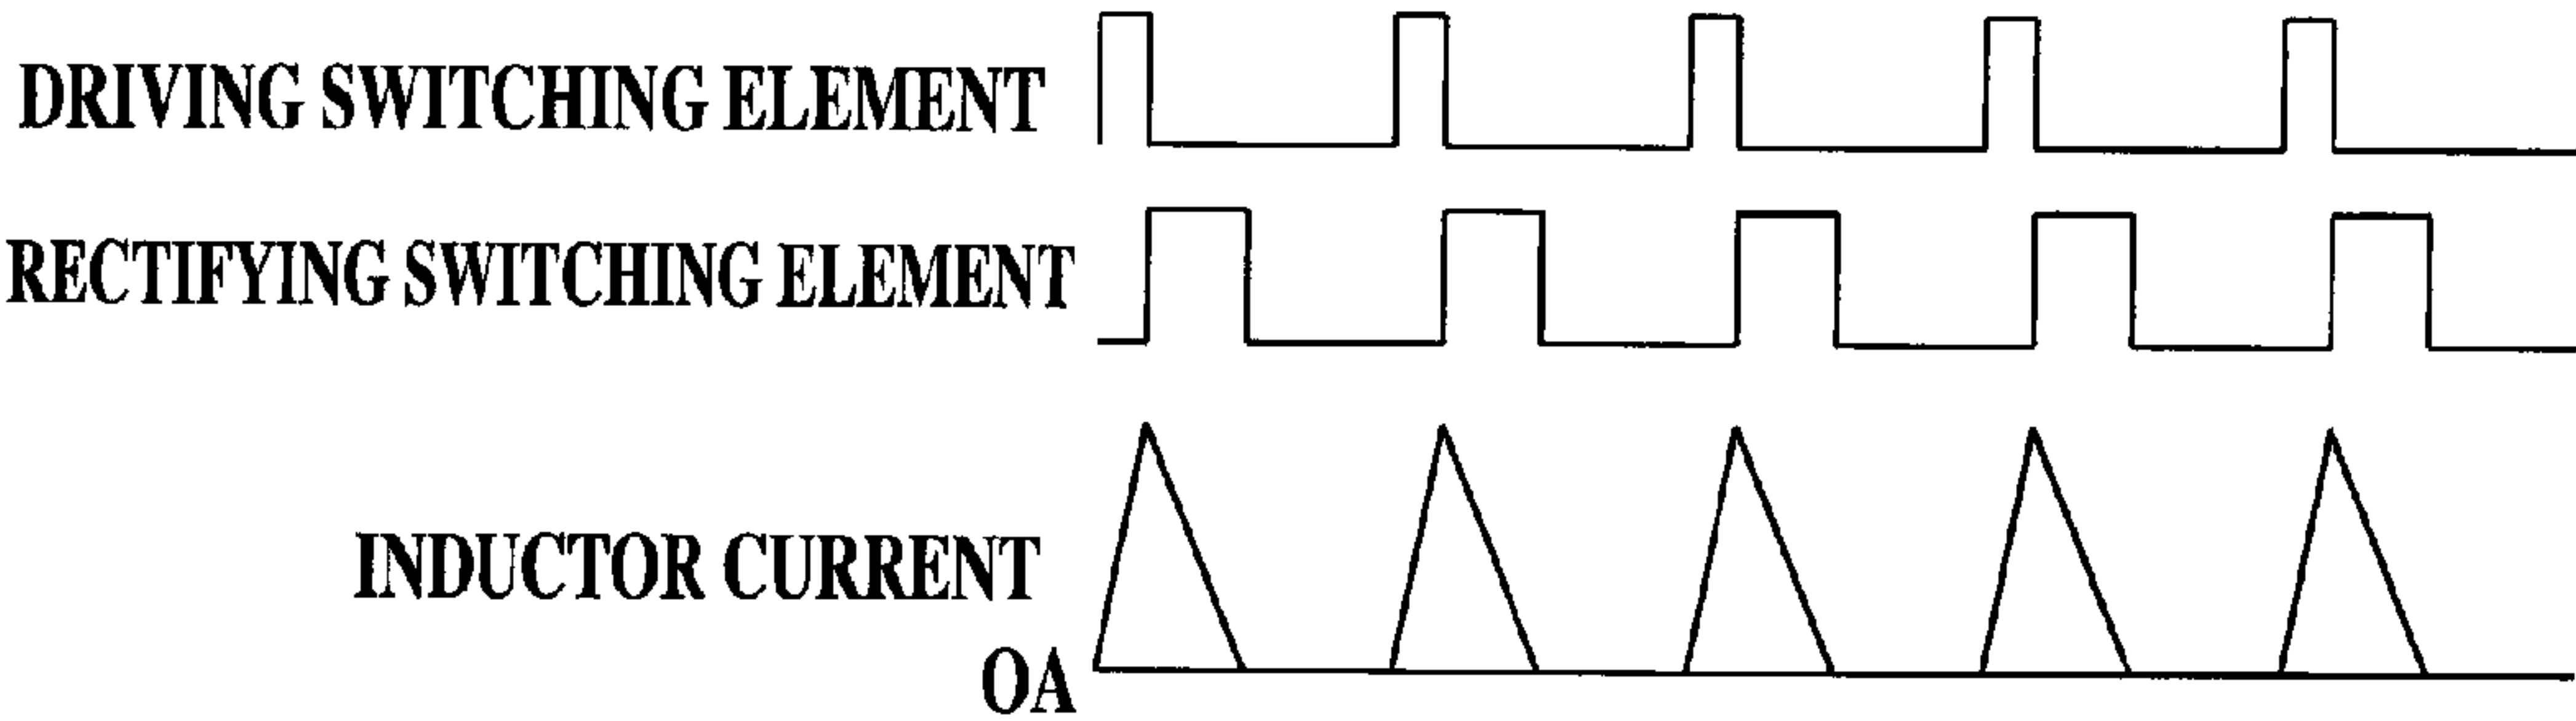 DRIVING SWITCHING ELEMENT
RECTIFYING SWITCHING ELEMENT
INDUCTOR CURRENT
OA